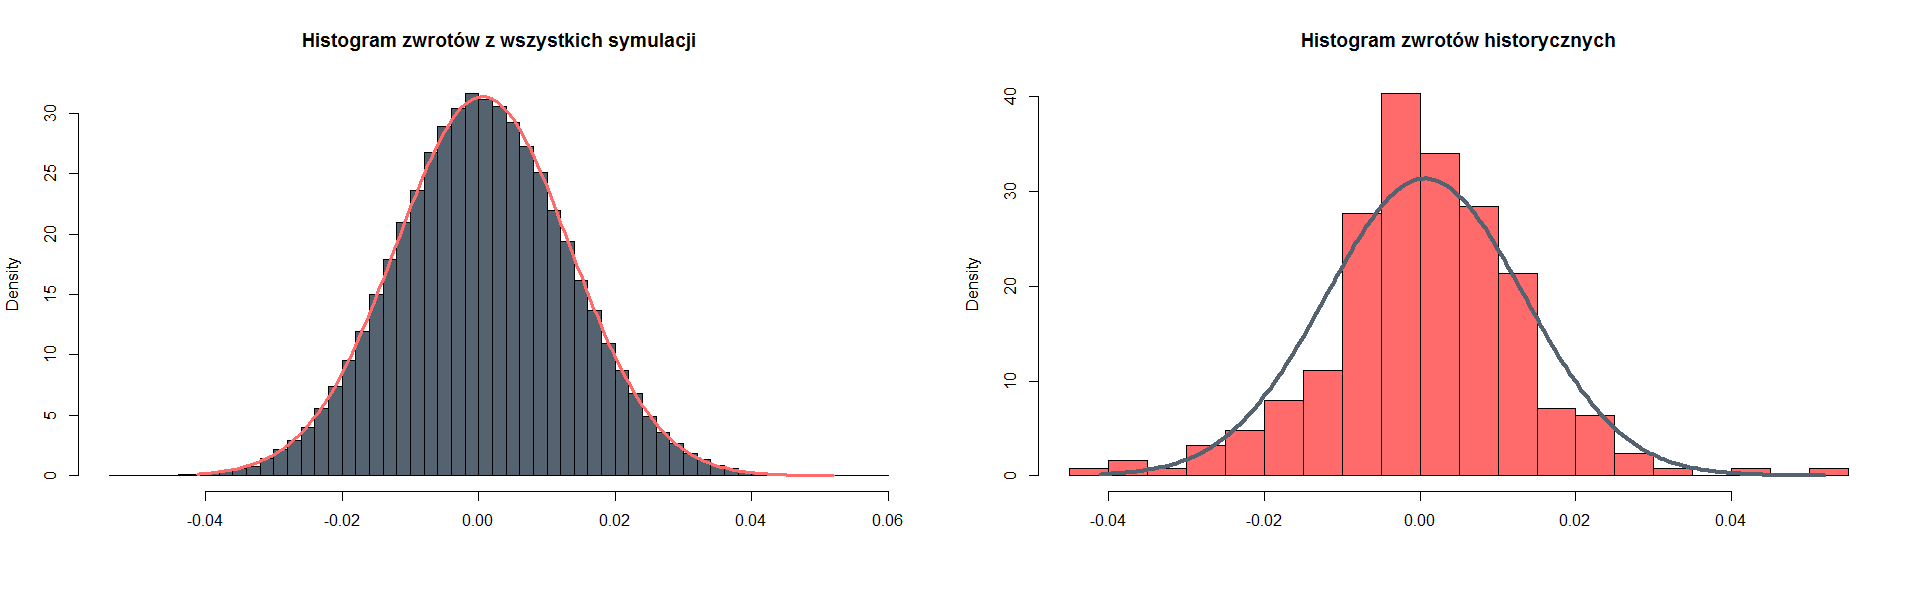 Histogram zwrotów z wszystkich symulacji
Density
30
25
20
15
10
5
0
-0.04 -0.02 0.00 0.02 0.04 0.06
Histogram zwrotów historycznych
Density
40
30
20
10
0
-0.04 -0.02 0.00 0.02 0.04